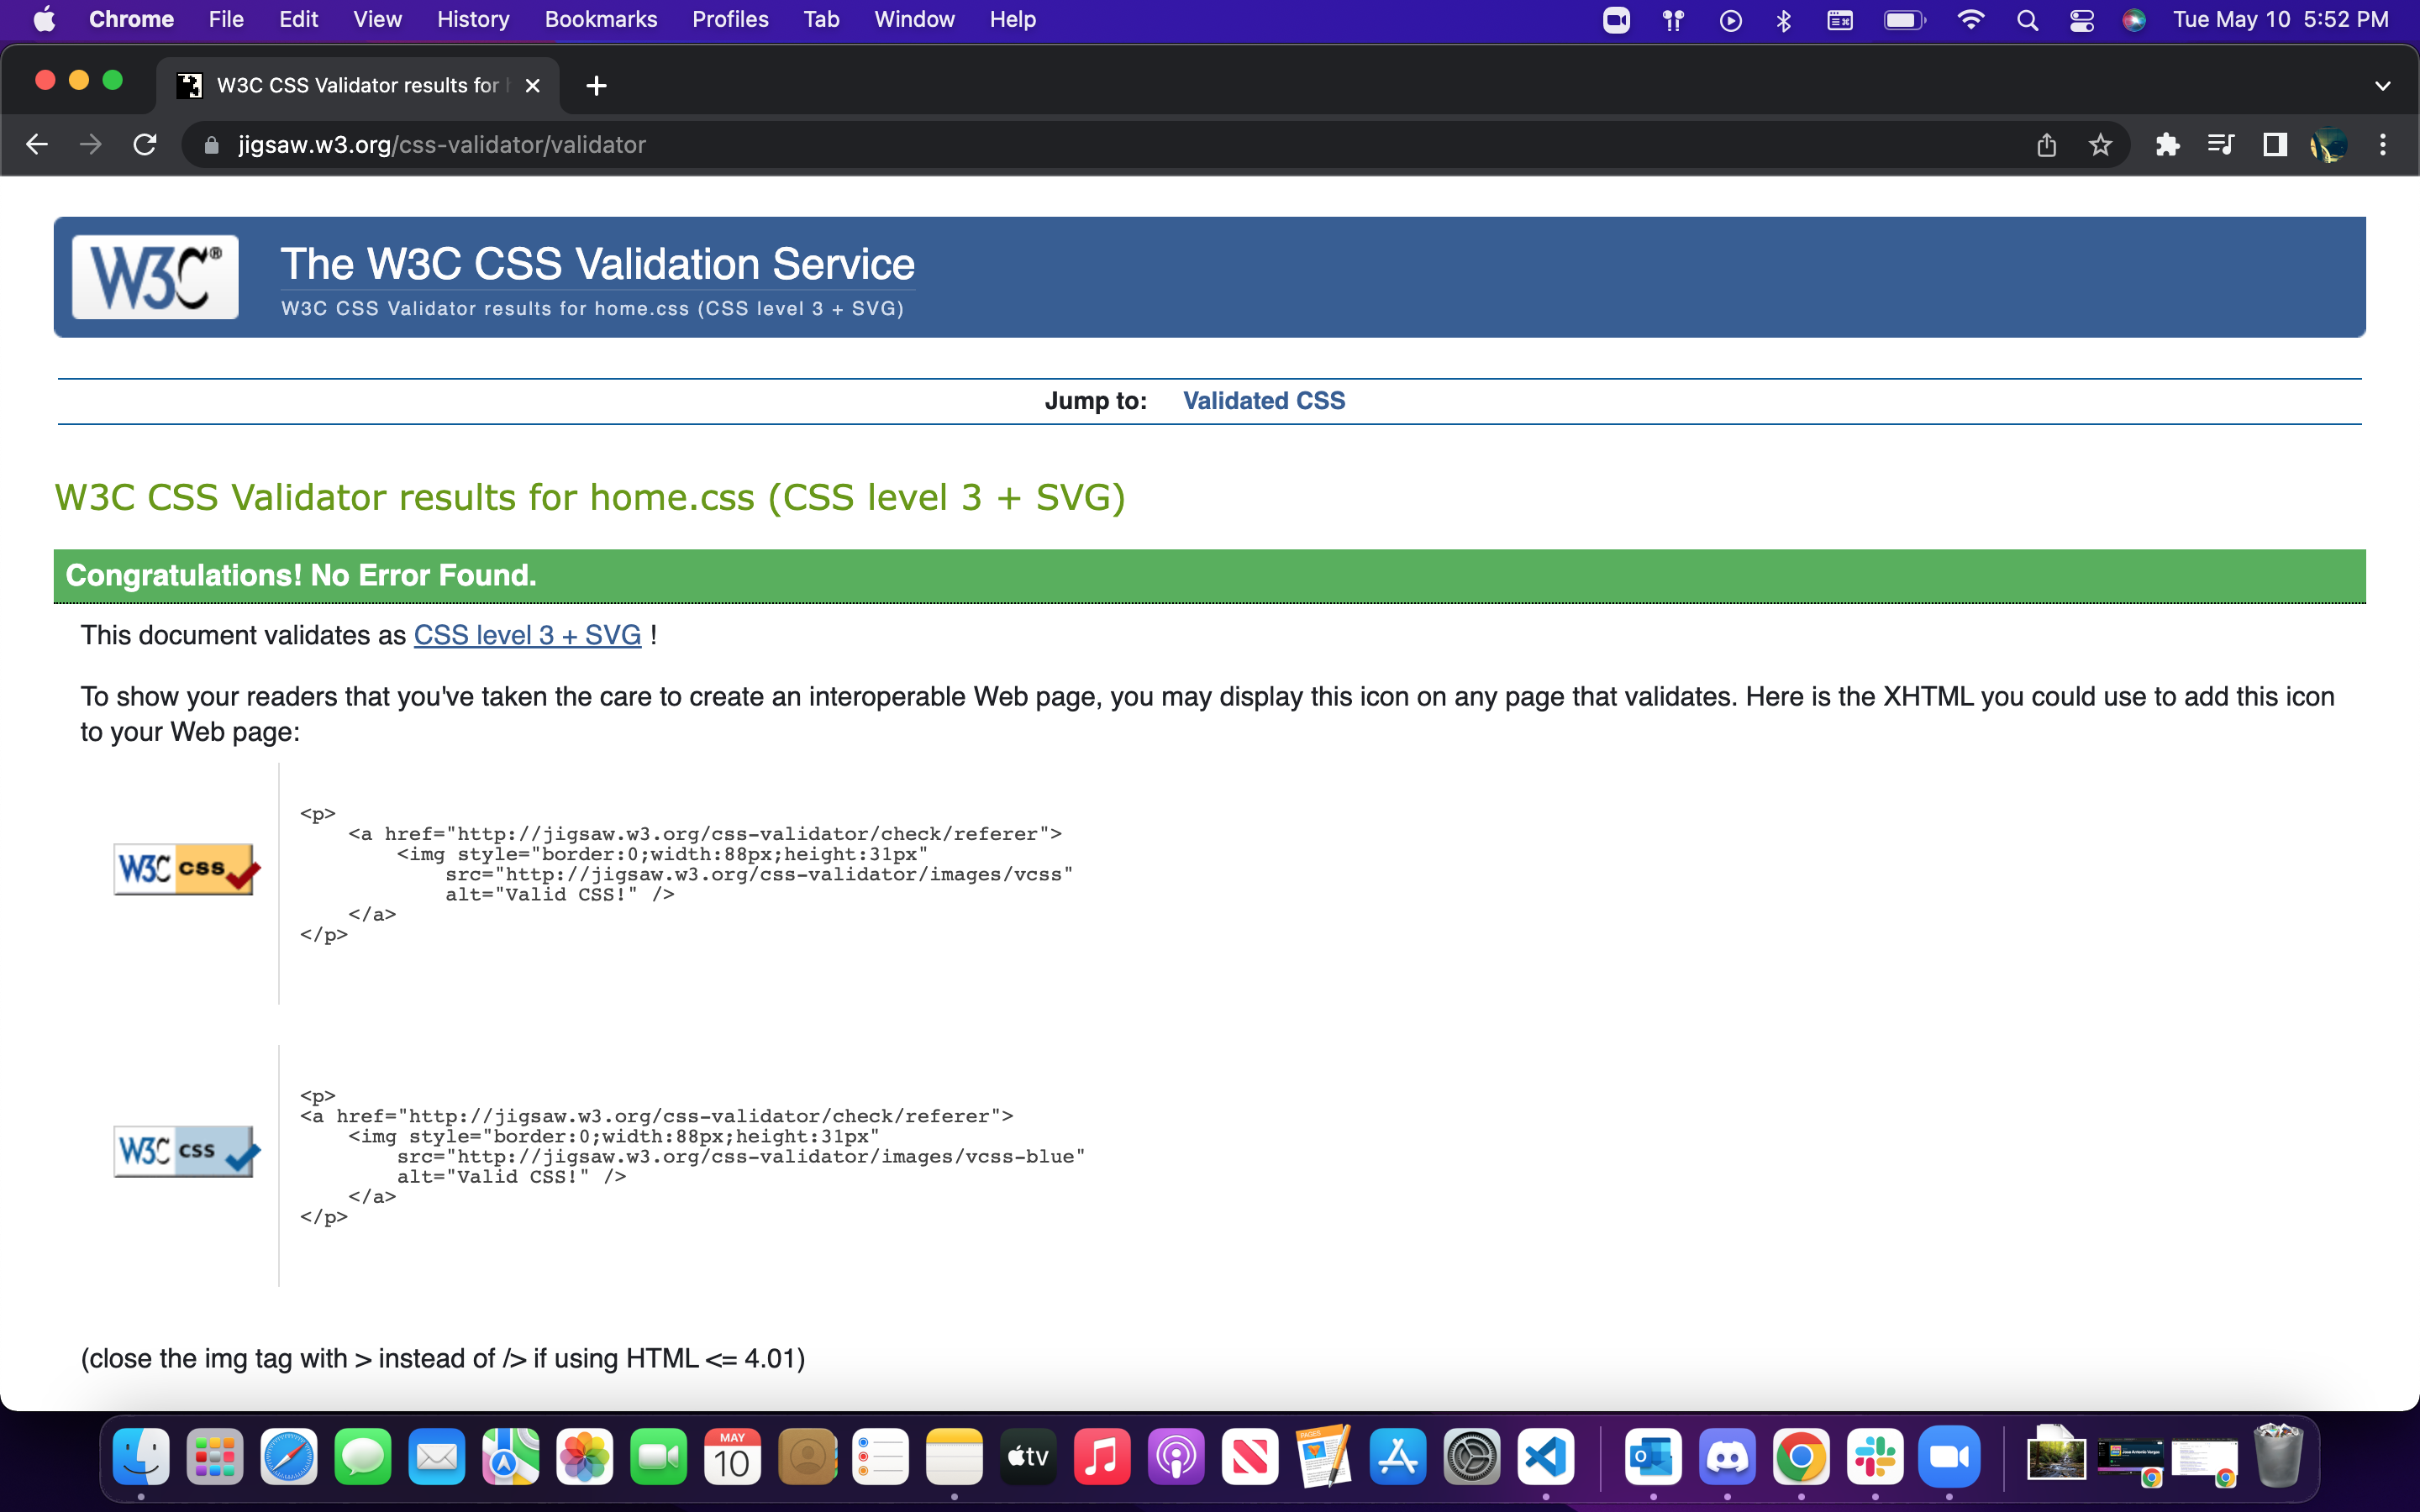 Chrome File Edit View History Bookmarks Profiles Tab Window Help Tue May 10 5:52 PM
W3C CSS Validator results for
jigsaw.w3.org/css-validator/validator
W3C® The W3C CSS Validation Service
W3C CSS Validator results for home.css (CSS level 3 + SVG)
Jump to: Validated CSS
W3C CSS Validator results for home.css (CSS level 3 + SVG)
Congratulations! No Error Found.
This document validates as CSS level 3 + SVG !
To show your readers that you've taken the care to create an interoperable Web page, you may display this icon on any page that validates. Here is the XHTML you could use to add this icon
to your Web page:
W3C css
<p>
<a href="http://jigsaw.w3.org/css-validator/check/referer">
<img style="border:0;width:88px;height:31px"
src="http://jigsaw.w3.org/css-validator/images/vcss"
alt="Valid CSS!" />
</a>
</p>
W3C css
<p>
<a href="http://jigsaw.w3.org/css-validator/check/referer">
<img style="border:0;width:88px;height:31px"
src="http://jigsaw.w3.org/css-validator/images/vcss-blue"
alt="Valid CSS!" />
</a>
</p>
(close the img tag with > instead of /> if using HTML <= 4.01)
MAY
10
tv
PAGES